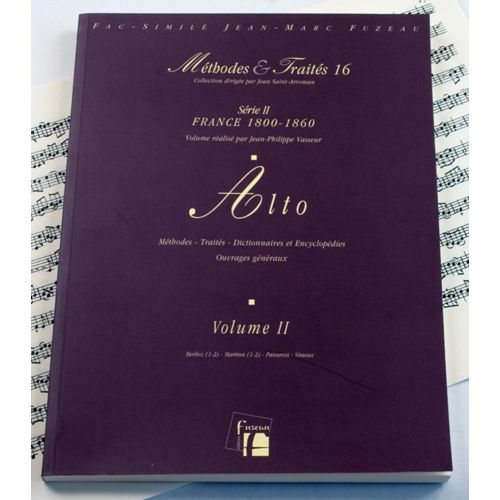 Fac-Similé Jean-Marc Fuzeau
Méthodes & Traités 16
Collection dirigée par Jean Saint-Arroman
Série II
FRANCE 1800-1860
Volume réalisé par Jean-Philippe Vasseur
Alto
Méthodes - Traités - Dictionnaires et Encyclopédies
Ouvrages généraux
Volume II
Berlioz (1-2) - Martinn (1-2) - Panseron - Vimeux
fuzeau